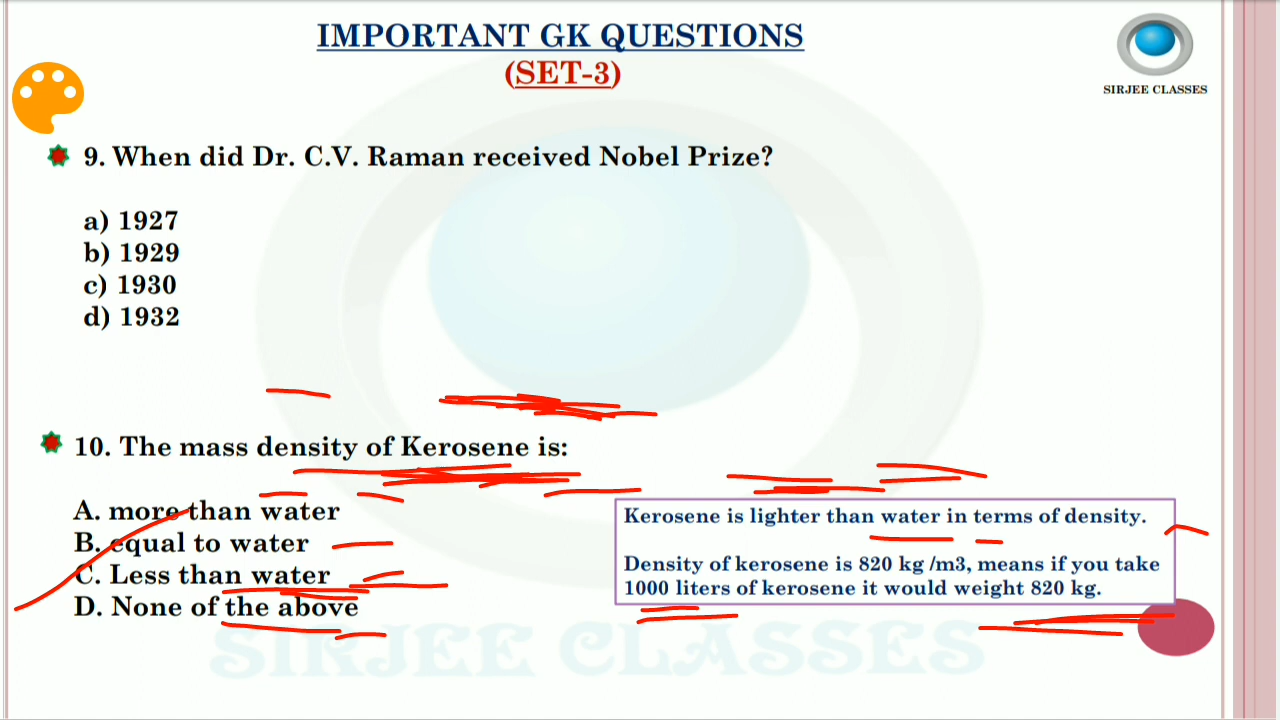 IMPORTANT GK QUESTIONS
(SET-3)
SIRJEE CLASSES
9. When did Dr. C.V. Raman received Nobel Prize?
a) 1927
b) 1929
c) 1930
d) 1932
10. The mass density of Kerosene is:
A. more than water
B. equal to water
C. Less than water
D. None of the above
Kerosene is lighter than water in terms of density.
Density of kerosene is 820 kg /m3, means if you take
1000 liters of kerosene it would weight 820 kg.
SIRJEE CLASSES